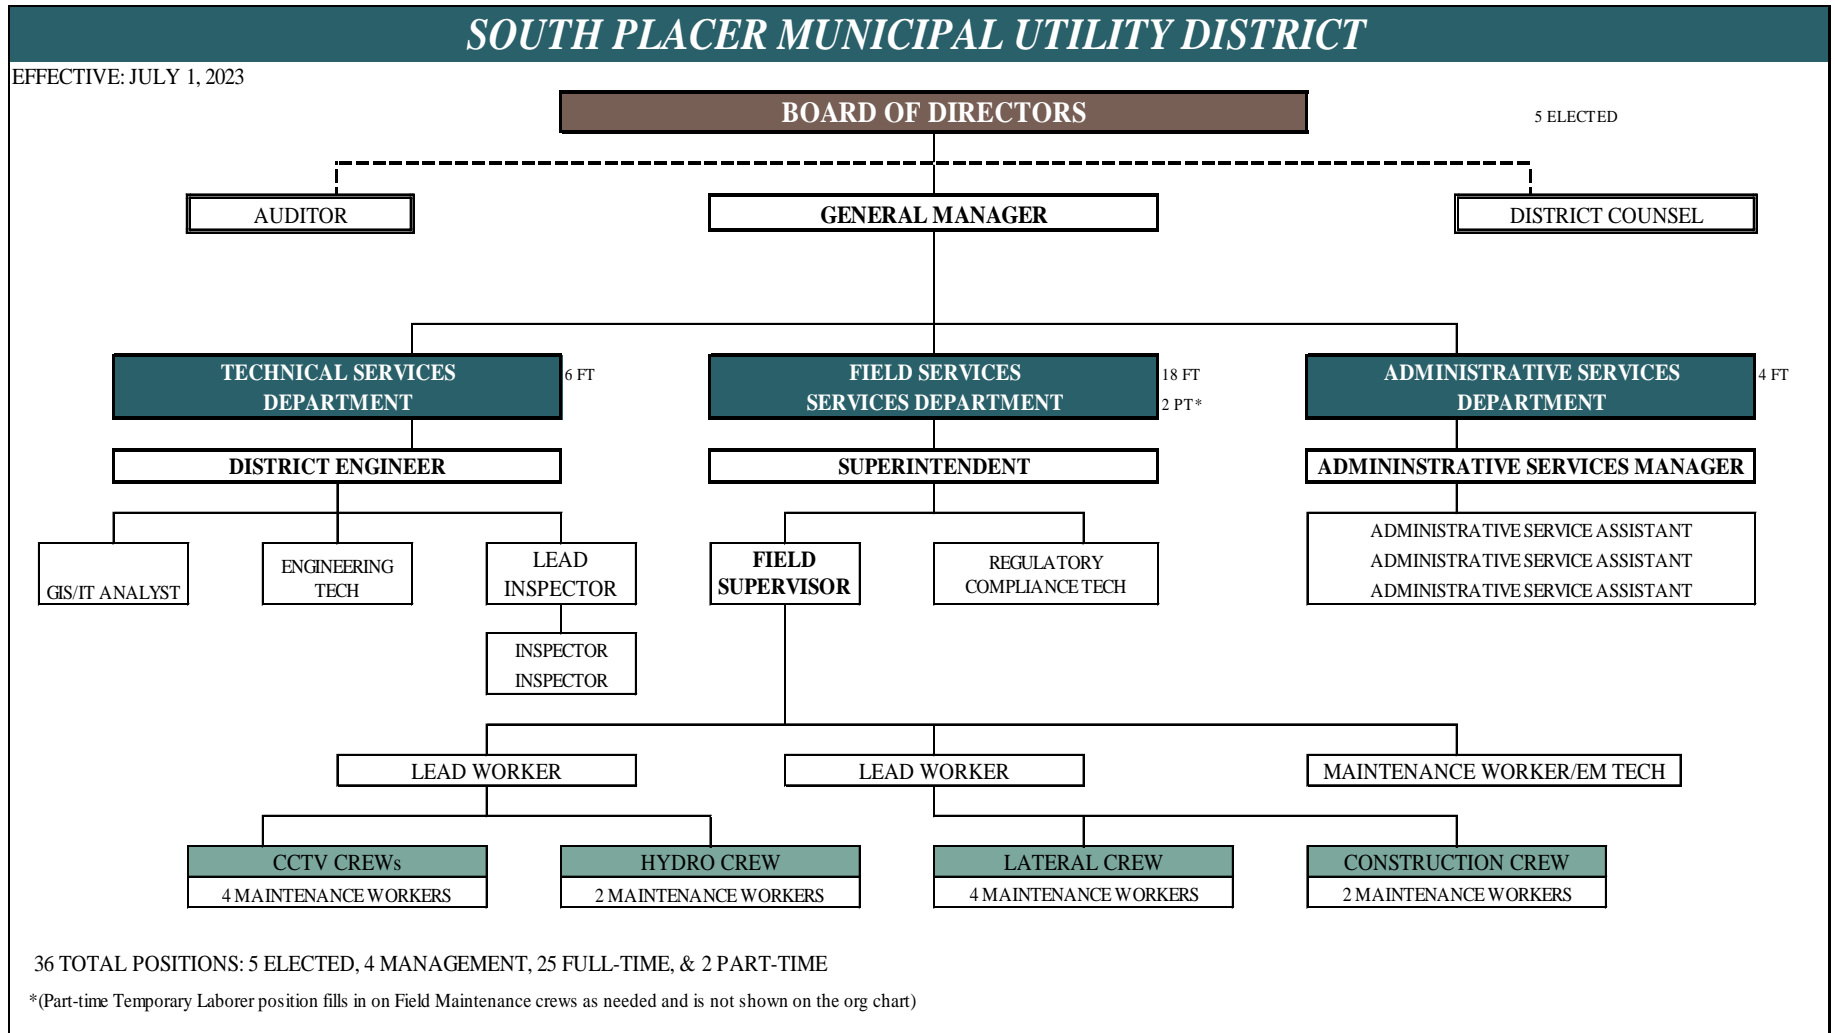 SOUTH PLACER MUNICIPAL UTILITY DISTRICT
EFFECTIVE: JULY 1, 2023
BOARD OF DIRECTORS
5 ELECTED
AUDITOR
GENERAL MANAGER
DISTRICT COUNSEL
TECHNICAL SERVICES
DEPARTMENT
6 FT
FIELD SERVICES
SERVICES DEPARTMENT
18 FT
2 PT*
ADMINISTRATIVE SERVICES
DEPARTMENT
4 FT
DISTRICT ENGINEER
SUPERINTENDENT
ADMININSTRATIVE SERVICES MANAGER
GIS/IT ANALYST
ENGINEERING
TECH
LEAD
INSPECTOR
FIELD
SUPERVISOR
REGULATORY
COMPLIANCE TECH
ADMINISTRATIVE SERVICE ASSISTANT
ADMINISTRATIVE SERVICE ASSISTANT
ADMINISTRATIVE SERVICE ASSISTANT
INSPECTOR
INSPECTOR
LEAD WORKER
LEAD WORKER
MAINTENANCE WORKER/EM TECH
CCTV CREWs
4 MAINTENANCE WORKERS
HYDRO CREW
2 MAINTENANCE WORKERS
LATERAL CREW
4 MAINTENANCE WORKERS
CONSTRUCTION CREW
2 MAINTENANCE WORKERS
36 TOTAL POSITIONS: 5 ELECTED, 4 MANAGEMENT, 25 FULL-TIME, & 2 PART-TIME
*(Part-time Temporary Laborer position fills in on Field Maintenance crews as needed and is not shown on the org chart)